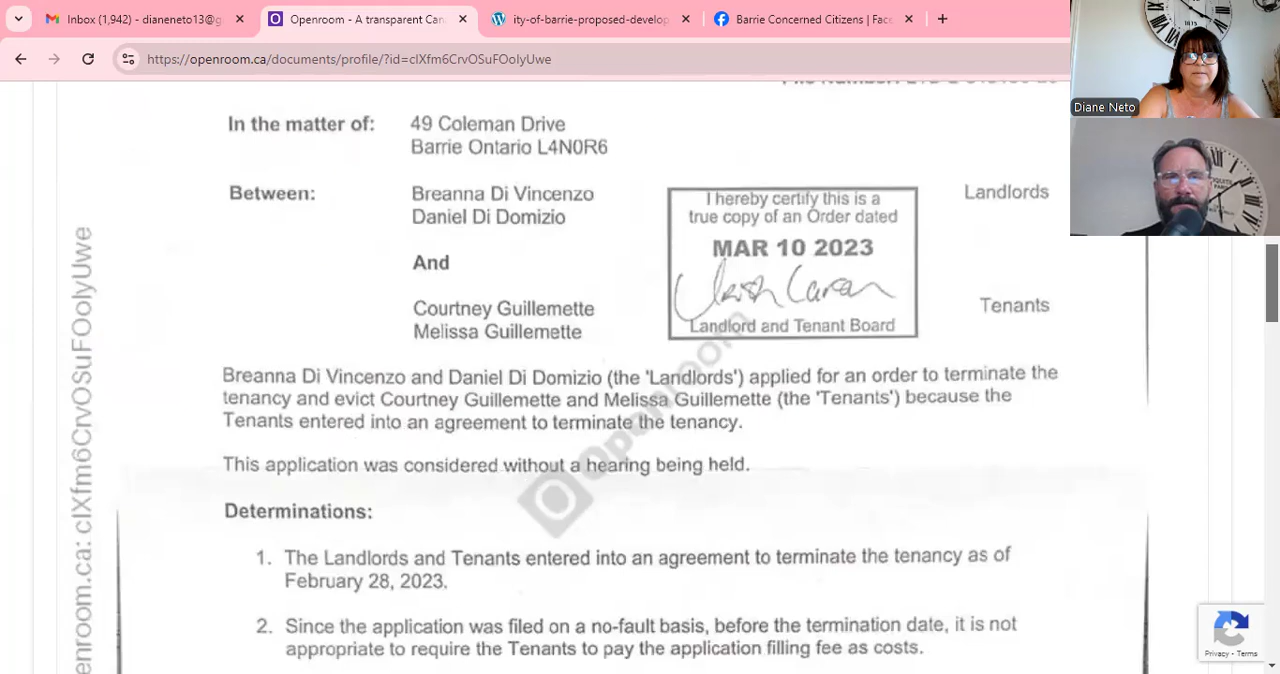 Inbox (1,942) - dianeneto13@g
Openroom - A transparent Can
ity-of-barrie-proposed-develop
Barrie Concerned Citizens | Face
https://openroom.ca/documents/profile/?id=cIXfm6CrvOSuFOolyUwe
Diane Neto
In the matter of: 49 Coleman Drive
Barrie Ontario L4N0R6
Between: Breanna Di Vincenzo
Daniel Di Domizio
Landlords
And
Courtney Guillemette
Melissa Guillemette
Tenants
I hereby certify this is a
true copy of an Order dated
MAR 10 2023
Landlord and Tenant Board
Breanna Di Vincenzo and Daniel Di Domizio (the 'Landlords') applied for an order to terminate the
tenancy and evict Courtney Guillemette and Melissa Guillemette (the 'Tenants') because the
Tenants entered into an agreement to terminate the tenancy.
This application was considered without a hearing being held.
Determinations:
1. The Landlords and Tenants entered into an agreement to terminate the tenancy as of
February 28, 2023.
2. Since the application was filed on a no-fault basis, before the termination date, it is not
appropriate to require the Tenants to pay the application filling fee as costs.
Openroom
enroom.ca: cIXfm6CrvOSuFOolyUwe
Privacy - Terms